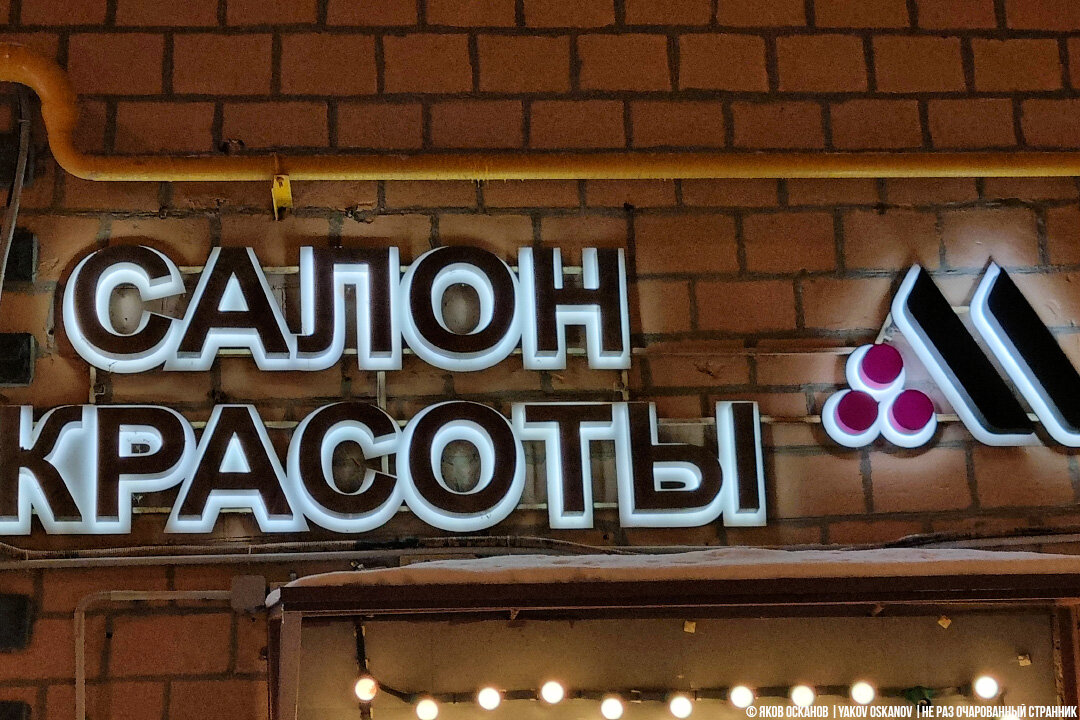 САЛОН
КРАСОТЫ
© ЯКОВ ОСКАНОВ | YAKOV OSKANOV | НЕ РАЗ ОЧАРОВАННЫЙ СТРАННИК